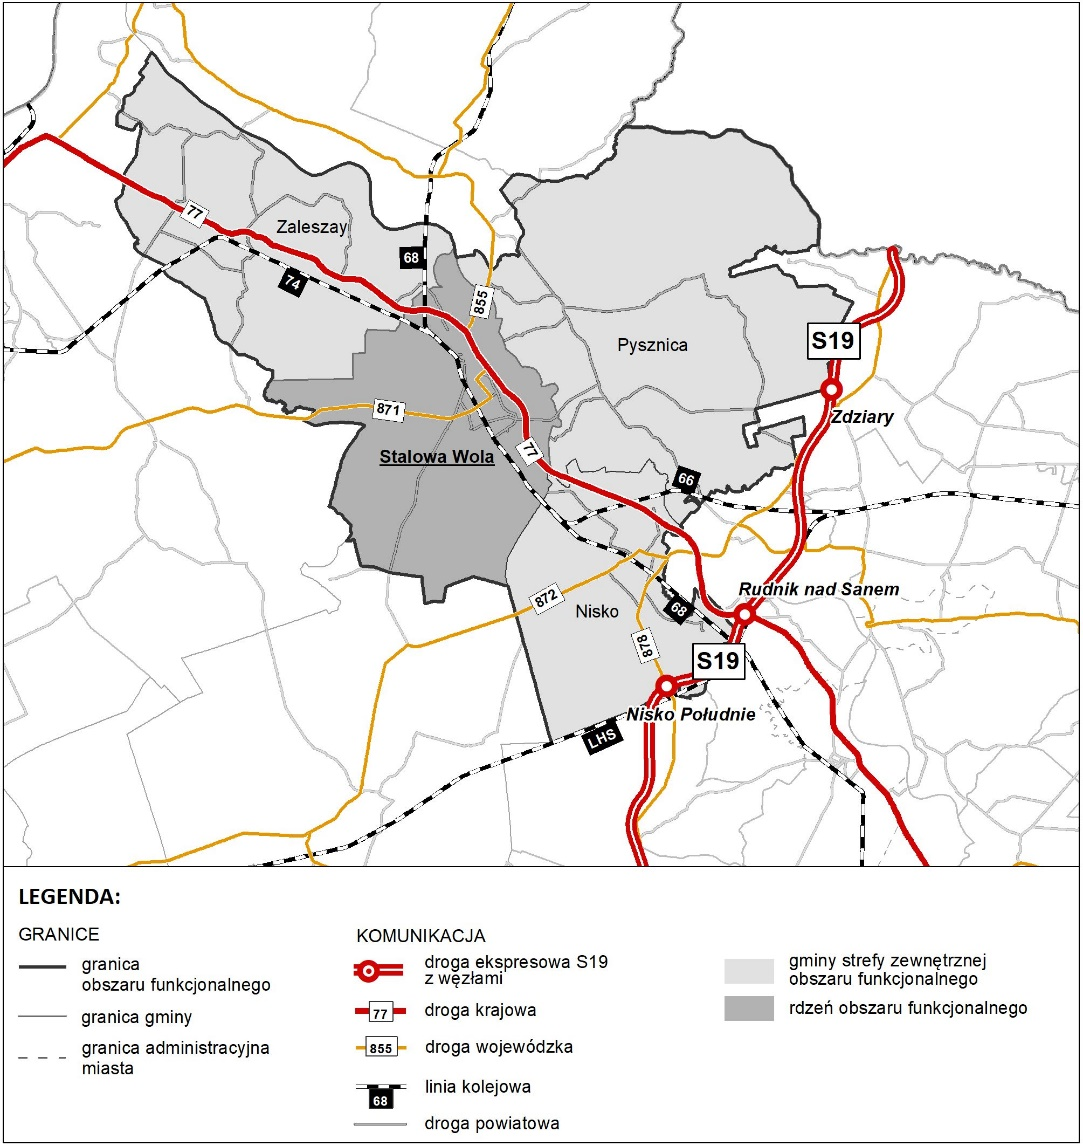 77
Zaleszay
68
74
855
S19
Pysznica
871
Zdziary
Stalowa Wola
77
66
Rudnik nad Sanem
872
Nisko
68
878
S19
Nisko Południe
LHS
LEGENDA:
GRANICE
granica
obszaru funkcjonalnego
granica gminy
granica administracyjna
miasta
KOMUNIKACJA
droga ekspresowa S19
z węzłami
77
droga krajowa
855
droga wojewódzka
linia kolejowa
68
droga powiatowa
gminy strefy zewnętrznej
obszaru funkcjonalnego
rdzeń obszaru funkcjonalnego